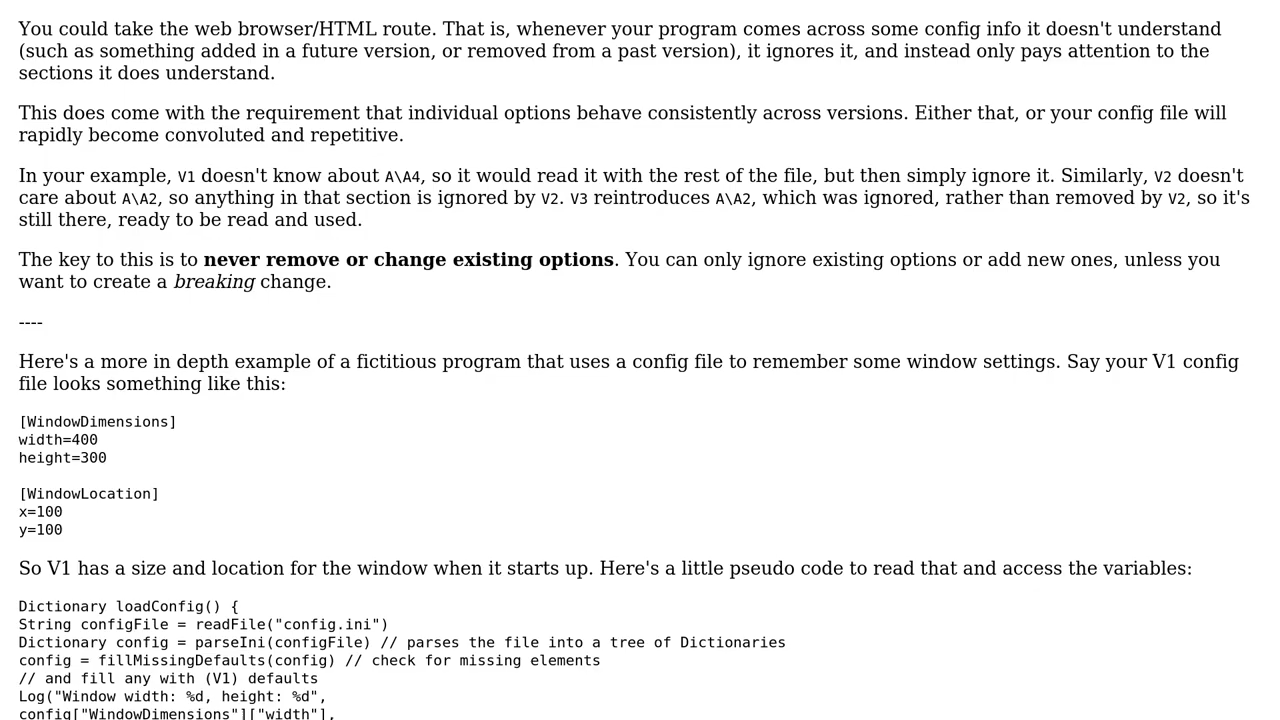 You could take the web browser/HTML route. That is, whenever your program comes across some config info it doesn't understand
(such as something added in a future version, or removed from a past version), it ignores it, and instead only pays attention to the
sections it does understand.
This does come with the requirement that individual options behave consistently across versions. Either that, or your config file will
rapidly become convoluted and repetitive.
In your example, V1 doesn't know about A\A4, so it would read it with the rest of the file, but then simply ignore it. Similarly, V2 doesn't
care about A\A2, so anything in that section is ignored by V2. V3 reintroduces A\A2, which was ignored, rather than removed by V2, so it's
still there, ready to be read and used.
The key to this is to never remove or change existing options. You can only ignore existing options or add new ones, unless you
want to create a breaking change.
----
Here's a more in depth example of a fictitious program that uses a config file to remember some window settings. Say your V1 config
file looks something like this:
[WindowDimensions]
width=400
height=300
[WindowLocation]
x=100
y=100
So V1 has a size and location for the window when it starts up. Here's a little pseudo code to read that and access the variables:
Dictionary loadConfig() {
String configFile = readFile("config.ini")
Dictionary config = parseIni(configFile) // parses the file into a tree of Dictionaries
config = fillMissingDefaults(config) // check for missing elements
// and fill any with (V1) defaults
Log("Window width: %d, height: %d",
config["WindowDimensions"]["width"],